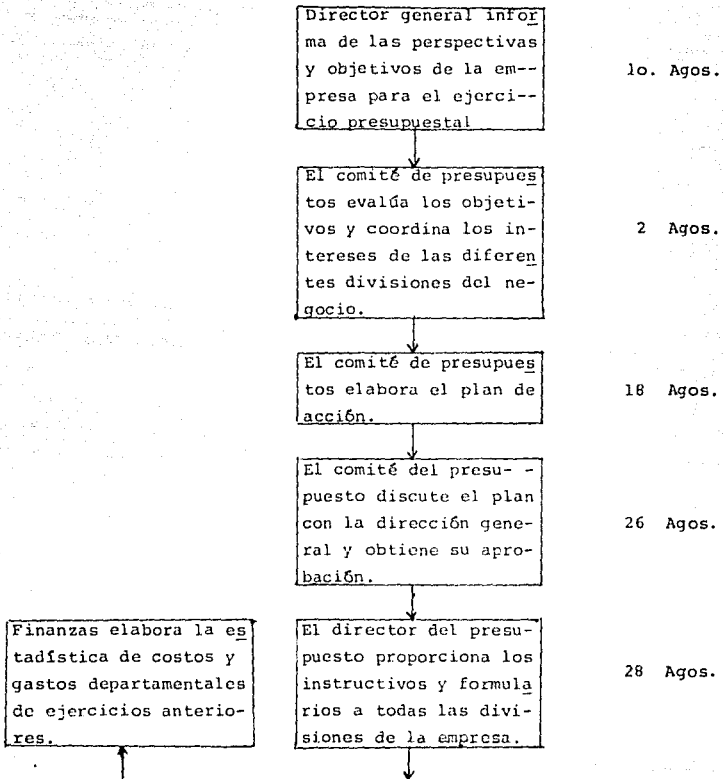 Director general infor
ma de las perspectivas
y objetivos de la em--
presa para el ejerci--
cio presupuestal
1o. Agos.
El comité de presupues
tos evalúa los objeti-
vos y coordina los in-
tereses de las diferen
tes divisiones del ne-
gocio.
2 Agos.
El comité de presupues
tos elabora el plan de
acción.
18 Agos.
El comité del presu- -
puesto discute el plan
con la dirección gene-
ral y obtiene su apro-
bación.
26 Agos.
Finanzas elabora la es
tadística de costos y
gastos departamentales
de ejercicios anterio-
res.
El director del presu-
puesto proporciona los
instructivos y formula
rios a todas las divi-
siones de la empresa.
28 Agos.